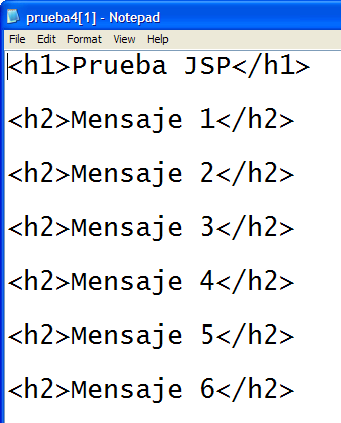 prueba4[1] - Notepad
File Edit Format View Help
<h1>Prueba JSP</h1>
<h2>Mensaje 1</h2>
<h2>Mensaje 2</h2>
<h2>Mensaje 3</h2>
<h2>Mensaje 4</h2>
<h2>Mensaje 5</h2>
<h2>Mensaje 6</h2>